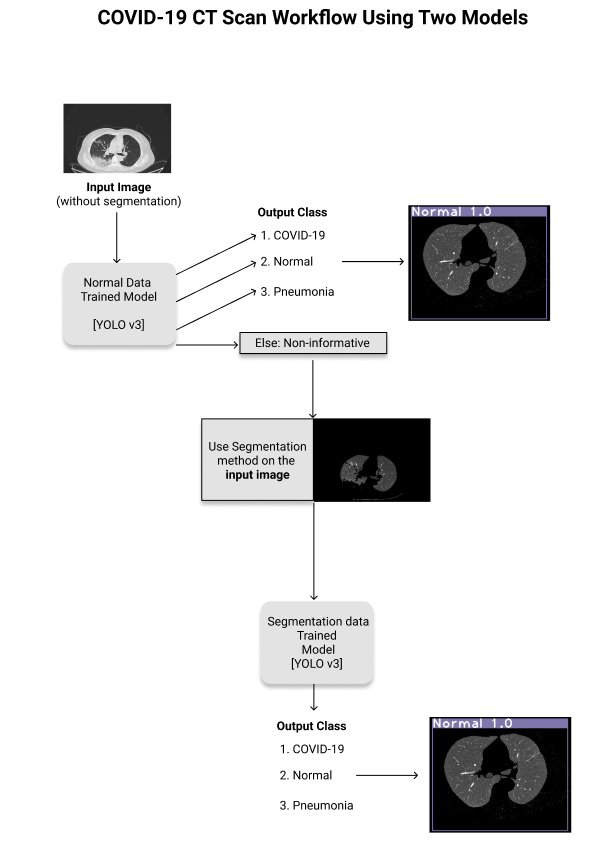 COVID-19 CT Scan Workflow Using Two Models
Input Image
(without segmentation)
Output Class
1. COVID-19
2. Normal
3. Pneumonia
Normal 1.0
Normal Data
Trained Model
[YOLO v3]
Else: Non-informative
Use Segmentation
method on the
input image
Segmentation data
Trained
Model
[YOLO v3]
Output Class
1. COVID-19
2. Normal
3. Pneumonia
Normal 1.0